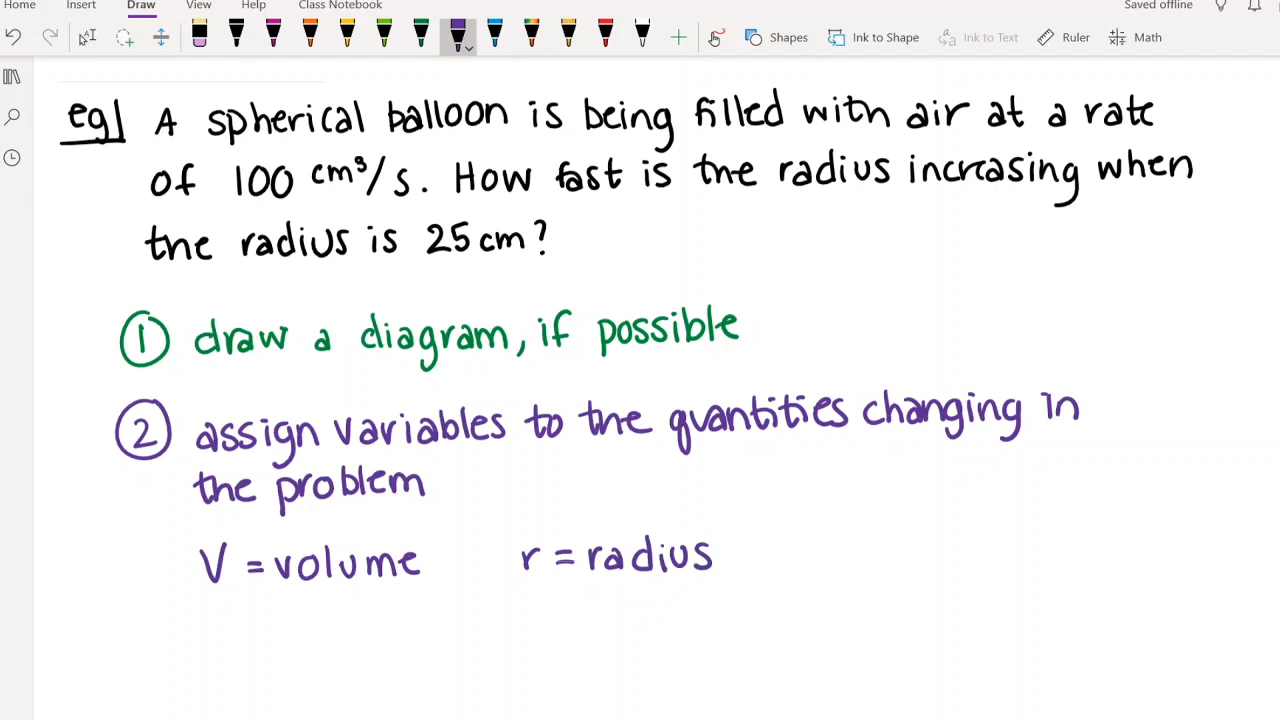 Home Insert Draw View Help Class Notebook Saved offline
Shapes Ink to Shape Ink to Text Ruler Math
eg1 A spherical balloon is being filled with air at a rate
of 100 cm³/s. How fast is the radius increasing when
the radius is 25 cm?
① draw a diagram, if possible
② assign variables to the quantities changing in
the problem
V = volume r = radius